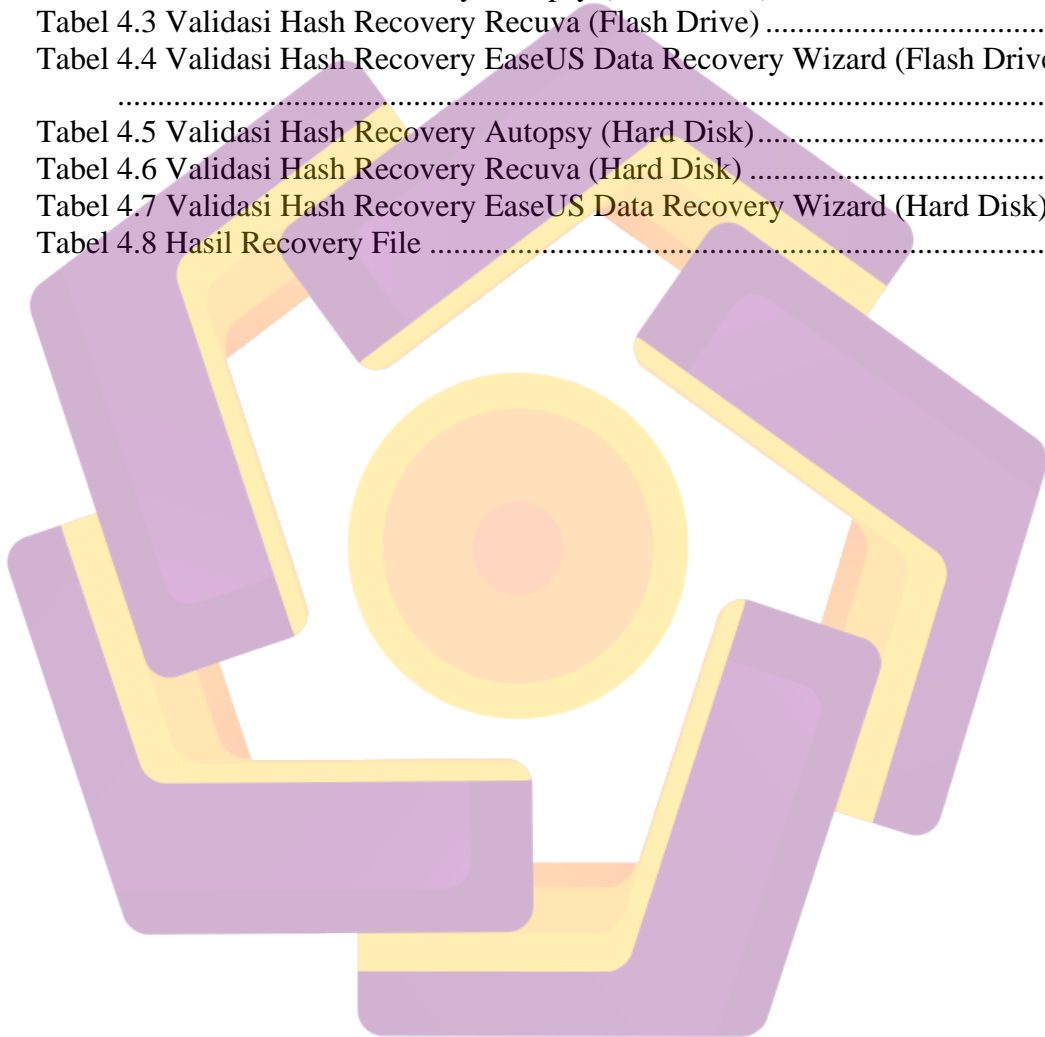 Tabel 4.3 Validasi Hash Recovery Recuva (Flash Drive) ....................................
Tabel 4.4 Validasi Hash Recovery EaseUS Data Recovery Wizard (Flash Drive
........................................................................................................................
Tabel 4.5 Validasi Hash Recovery Autopsy (Hard Disk).....................................
Tabel 4.6 Validasi Hash Recovery Recuva (Hard Disk) ......................................
Tabel 4.7 Validasi Hash Recovery EaseUS Data Recovery Wizard (Hard Disk)
Tabel 4.8 Hasil Recovery File ...............................................................................